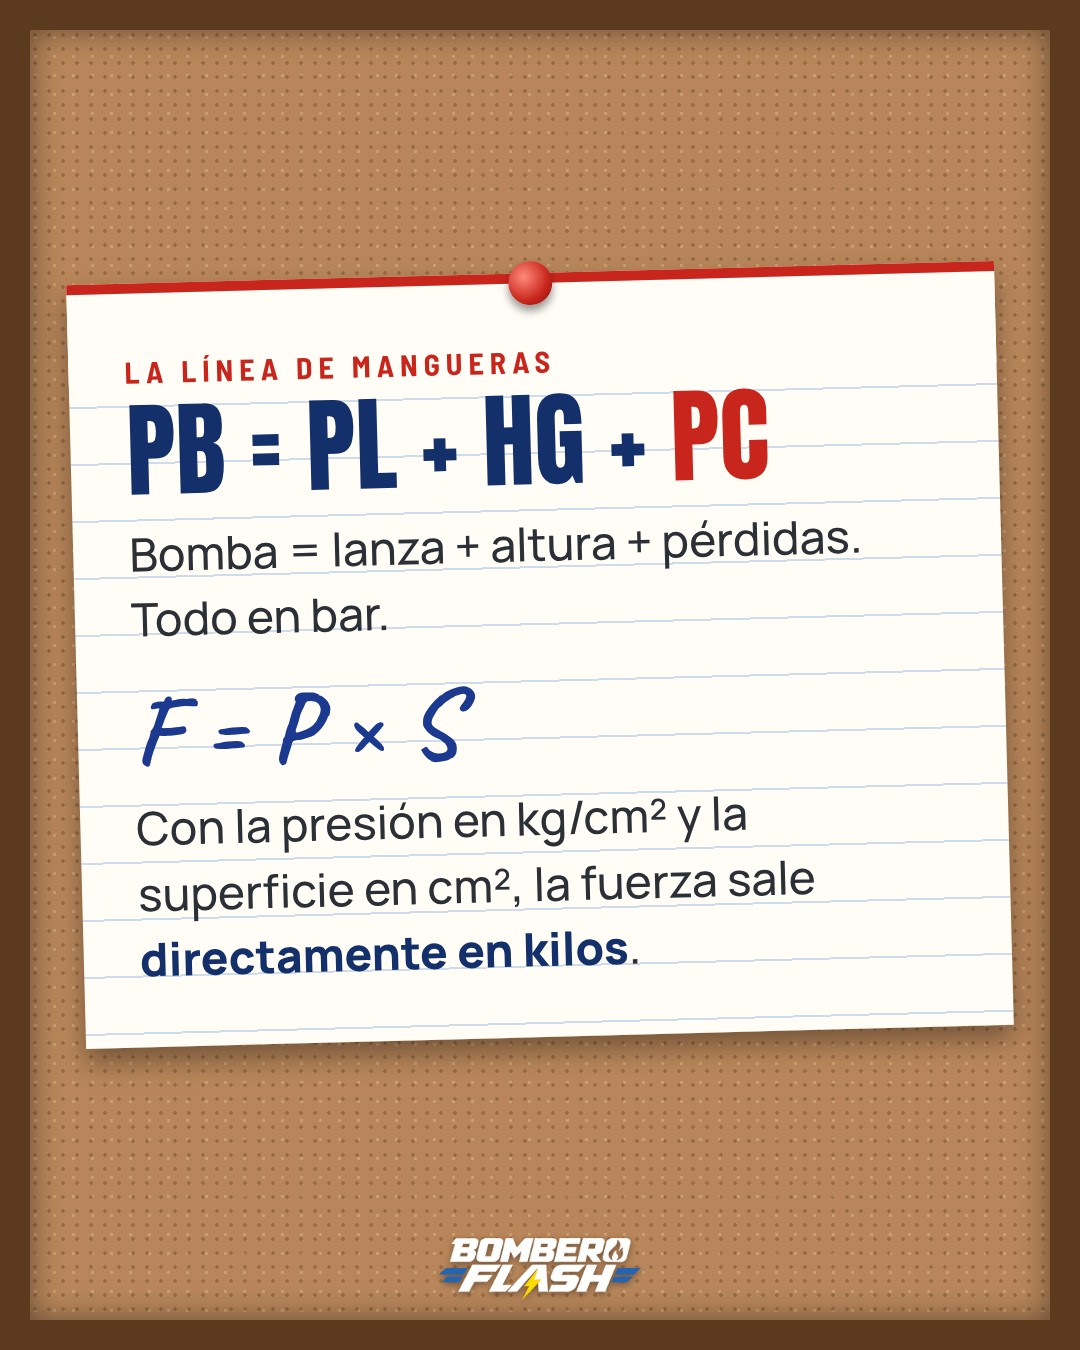 LA LÍNEA DE MANGUERAS
PB = PL + HG + PC
Bomba = lanza + altura + pérdidas.
Todo en bar.
F = P × S
Con la presión en kg/cm² y la
superficie en cm², la fuerza sale
directamente en kilos.
BOMBERO
FLASH